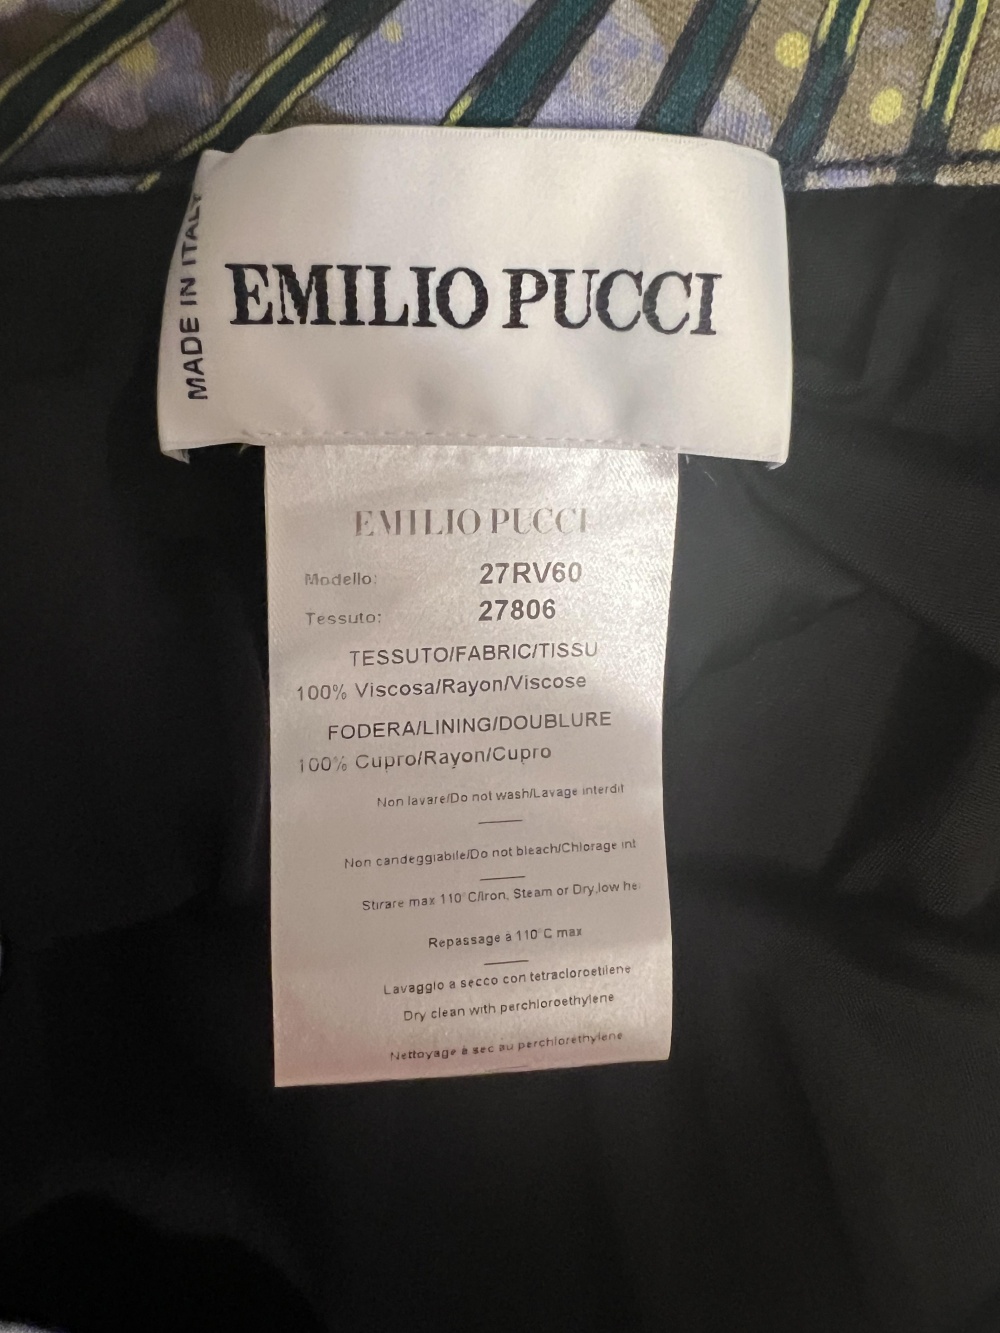 MADE IN ITALY
EMILIO PUCCI
EMILIO PUCCI
Modello: 27RV60
Tessuto: 27806
TESSUTO/FABRIC/TISSU
100% Viscosa/Rayon/Viscose
FODERA/LINING/DOUBLURE
100% Cupro/Rayon/Cupro
Non lavare/Do not wash/Lavage interdit
Non candeggiabile/Do not bleach/Chlorage int
Stirare max 110°C/Iron, Steam or Dry,low he
Repassage à 110°C max
Lavaggio a secco con tetracloroetilene
Dry clean with perchloroethylene
Nettoyage à sec au perchlorethylene